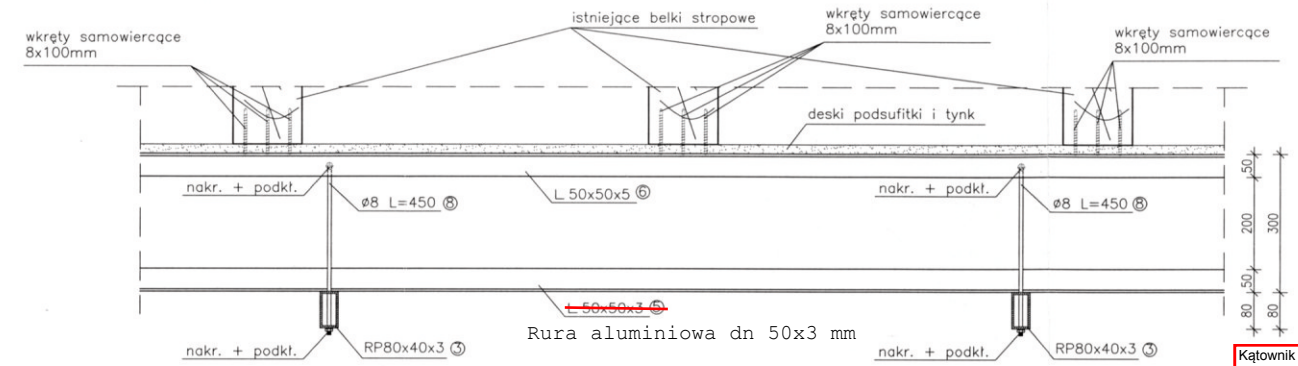 wkręty samowiercące
8x100mm
istniejące belki stropowe
wkręty samowiercące
8x100mm
wkręty samowiercące
8x100mm
deski podsufitki i tynk
nakr. + podkł.
L 50x50x5 ⑥
nakr. + podkł.
ø8 L=450 ⑧
ø8 L=450 ⑧
50
200
300
50
80
80
L 50x50x3 ⑤
Rura aluminiowa dn 50x3 mm
nakr. + podkł.
RP80x40x3 ③
nakr. + podkł.
RP80x40x3 ③
Kątownik